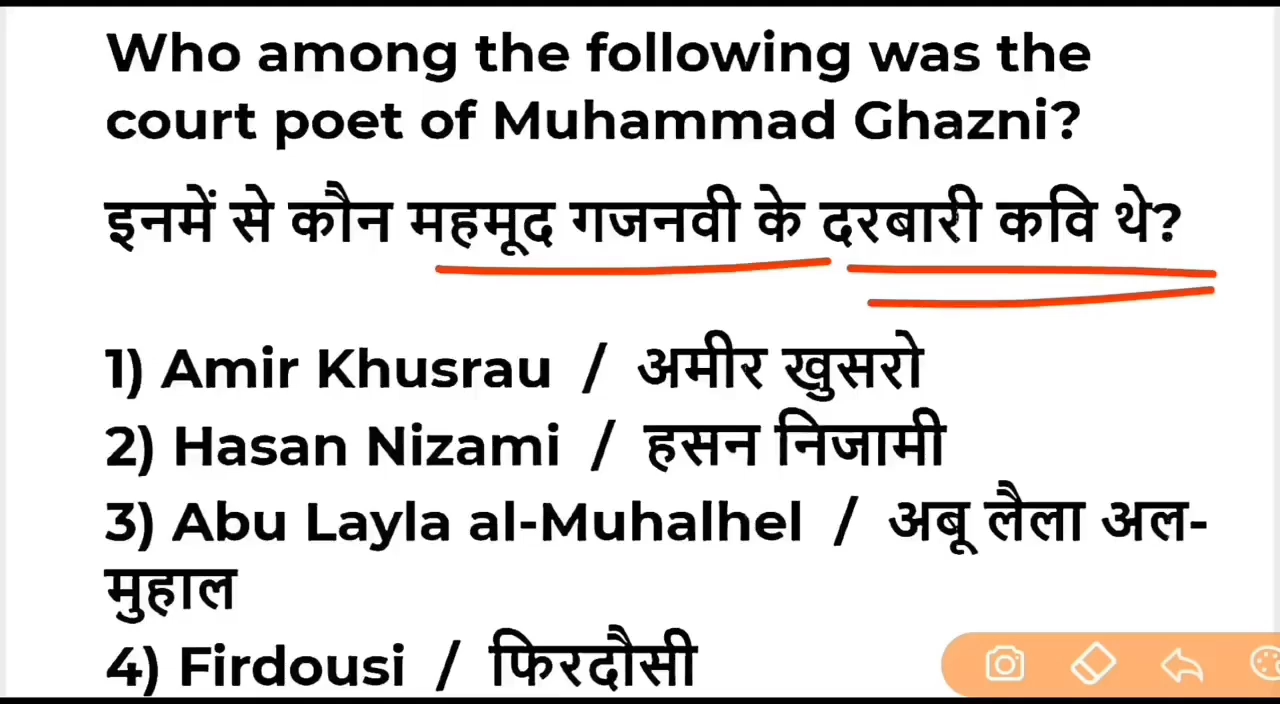 Who among the following was the
court poet of Muhammad Ghazni?
इनमें से कौन महमूद गजनवी के दरबारी कवि थे?
1) Amir Khusrau / अमीर खुसरो
2) Hasan Nizami / हसन निजामी
3) Abu Layla al-Muhalhel / अबू लैला अल-
मुहाल
4) Firdousi / फिरदौसी